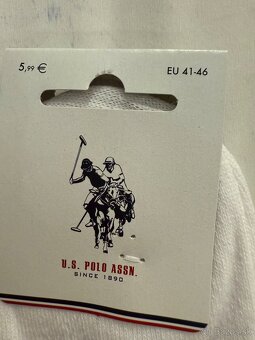 5,99 € EU 41-46
U.S. POLO ASSN.
SINCE 1890